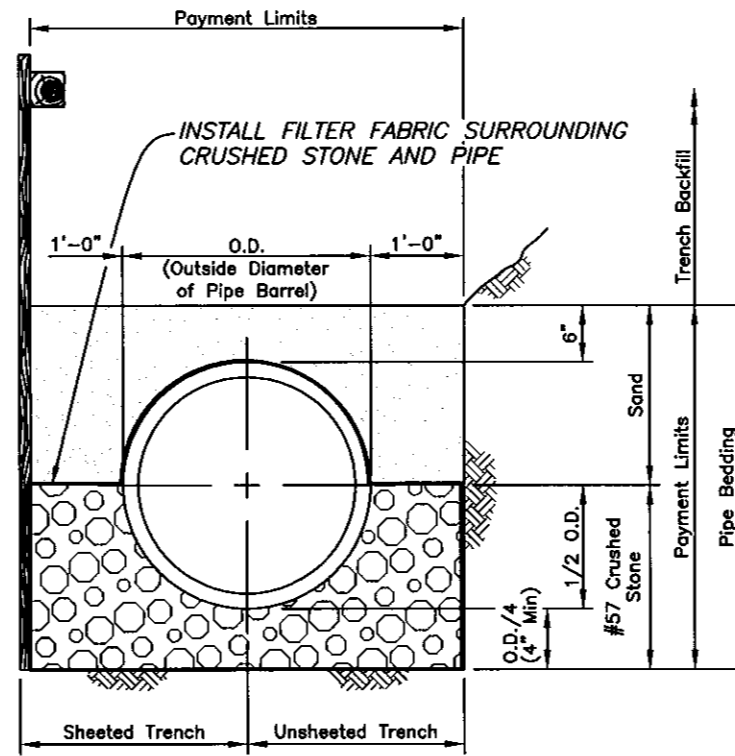 Payment Limits
INSTALL FILTER FABRIC SURROUNDING
CRUSHED STONE AND PIPE
Trench Backfill
1'-0"
O.D.
1'-0"
(Outside Diameter
of Pipe Barrel)
6"
Sand
Payment Limits
Pipe Bedding
1/2 O.D.
#57 Crushed
Stone
O.D./4
(4" Min)
Sheeted Trench
Unsheeted Trench